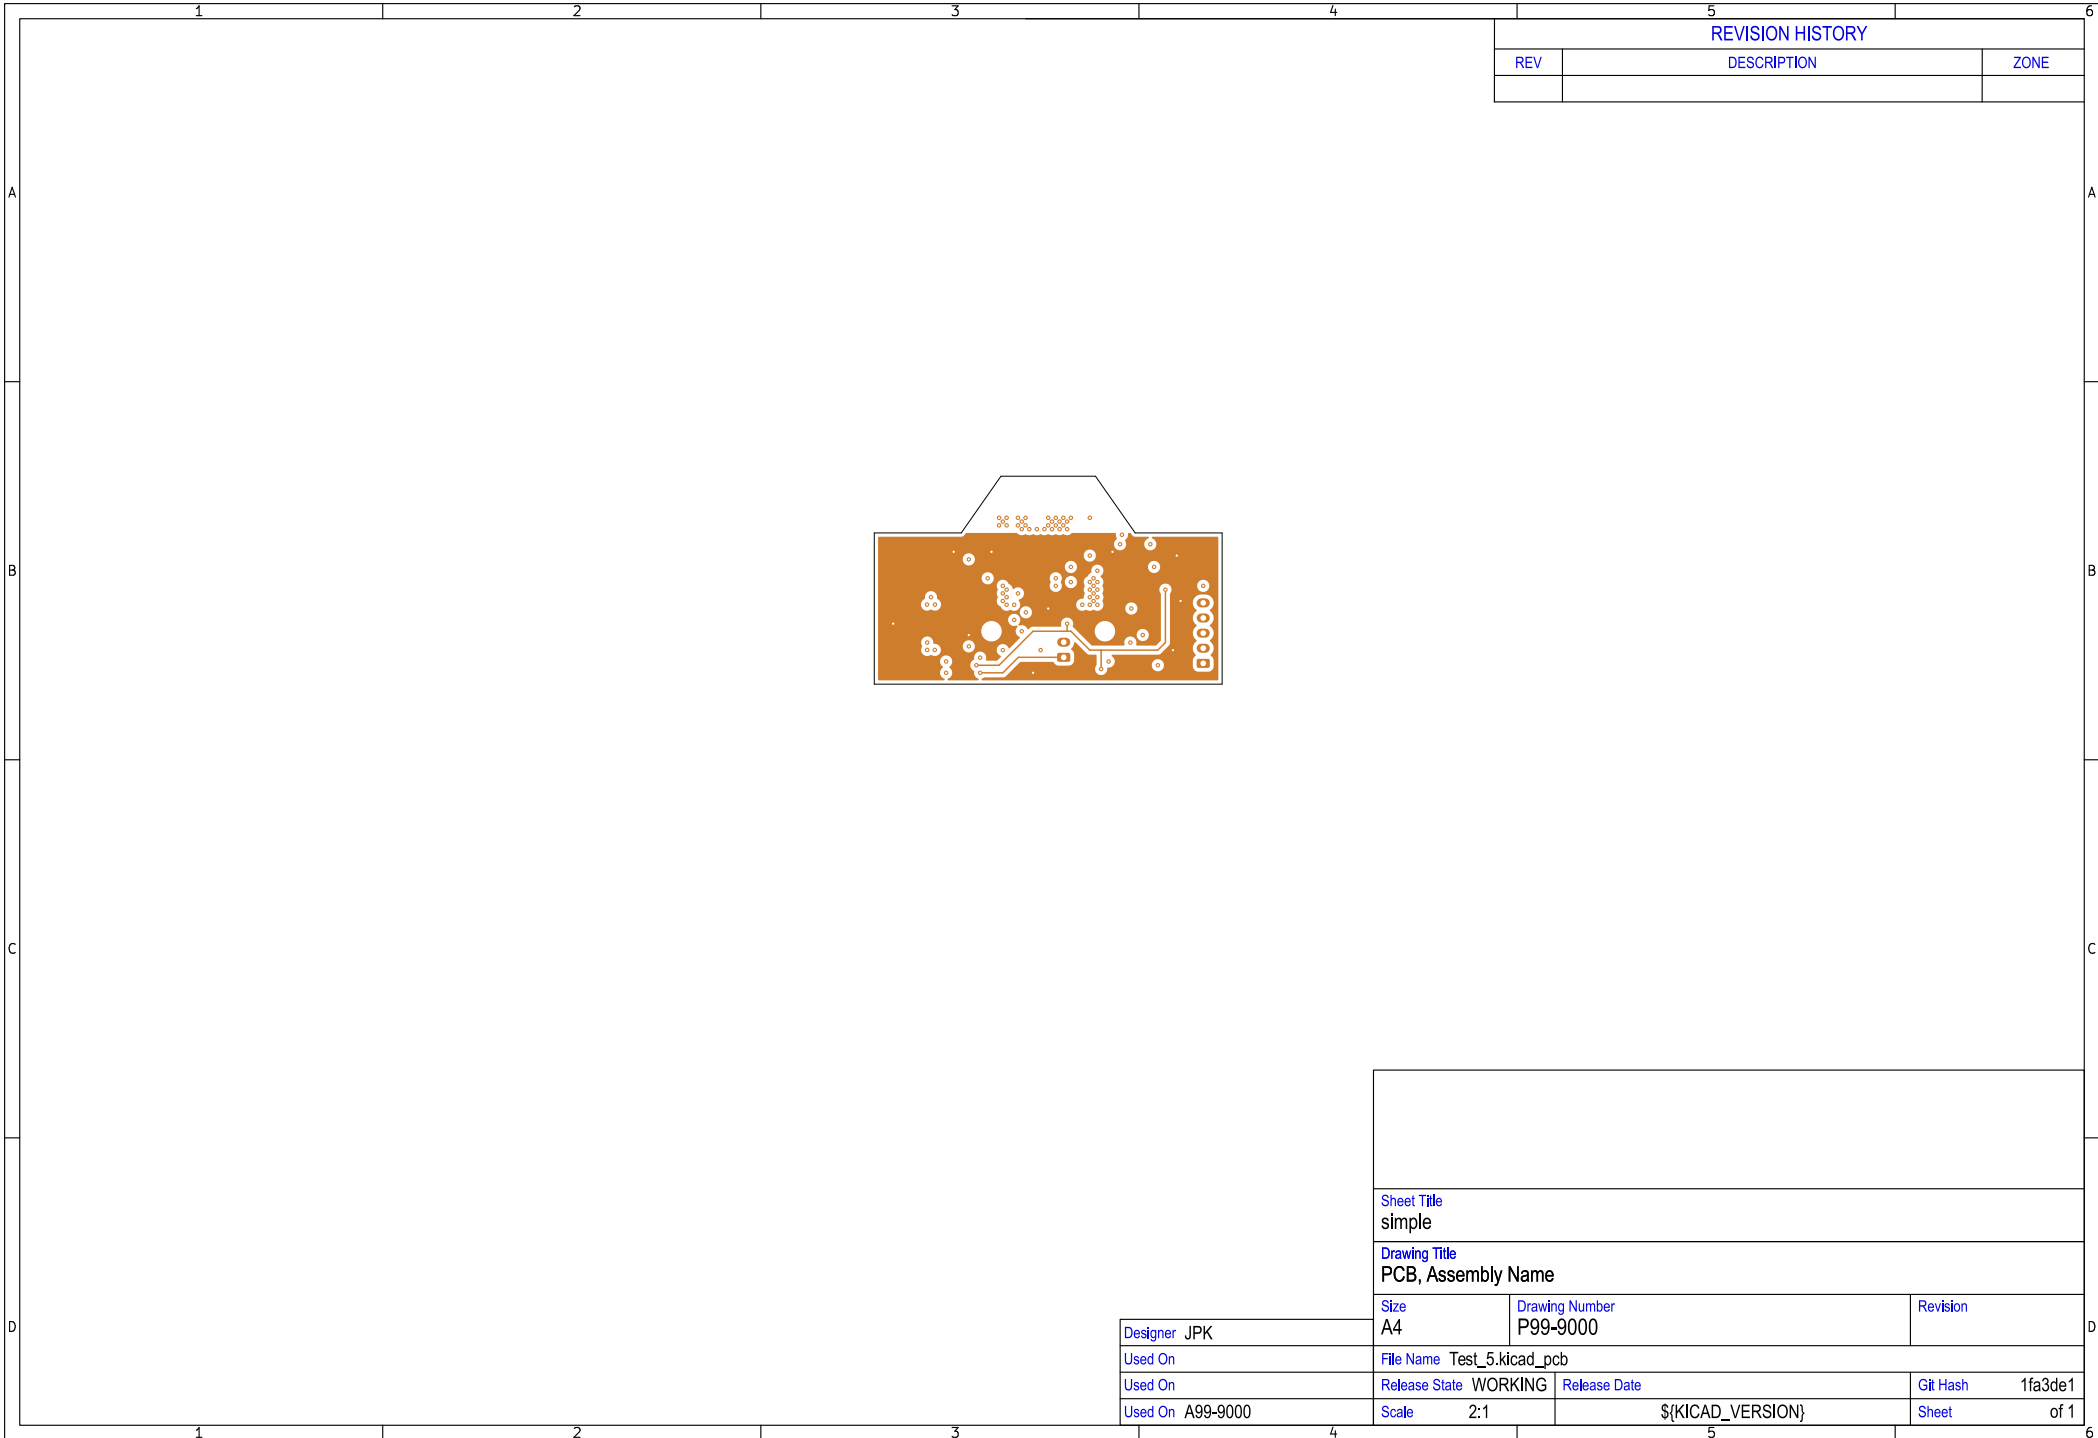 1 2 3 4 5 6
REVISION HISTORY
REV DESCRIPTION ZONE
A A
B B
C C
Sheet Title
simple
Drawing Title
PCB, Assembly Name
Size Drawing Number Revision
A4 P99-9000
D D
Designer JPK
Used On File Name Test_5.kicad_pcb
Used On Release State WORKING Release Date Git Hash 1fa3de1
Used On A99-9000 Scale 2:1 ${KICAD_VERSION} Sheet of 1
1 2 3 4 5 6